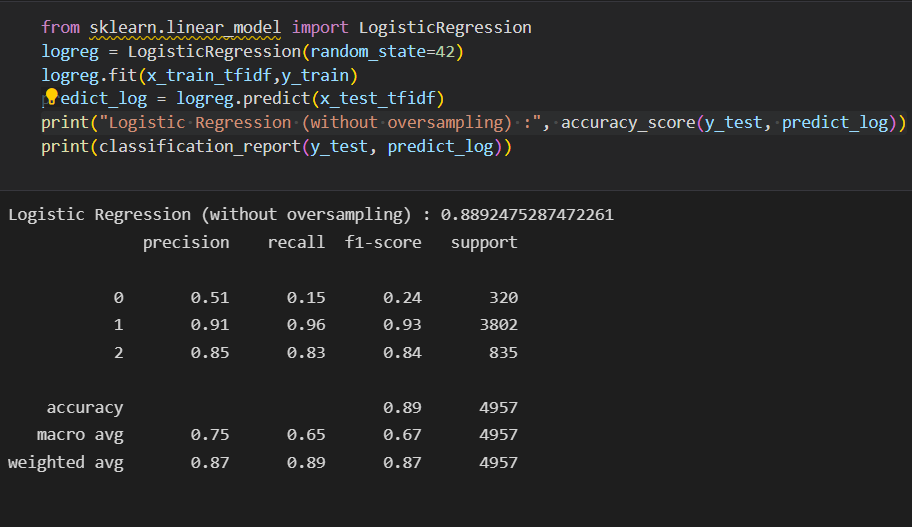 from sklearn.linear_model import LogisticRegression
logreg = LogisticRegression(random_state=42)
logreg.fit(x_train_tfidf,y_train)
edict_log = logreg.predict(x_test_tfidf)
print("Logistic Regression (without oversampling) :", accuracy_score(y_test, predict_log))
print(classification_report(y_test, predict_log))
Logistic Regression (without oversampling) : 0.8892475287472261
precision recall f1-score support
0 0.51 0.15 0.24 320
1 0.91 0.96 0.93 3802
2 0.85 0.83 0.84 835
accuracy 0.89 4957
macro avg 0.75 0.65 0.67 4957
weighted avg 0.87 0.89 0.87 4957